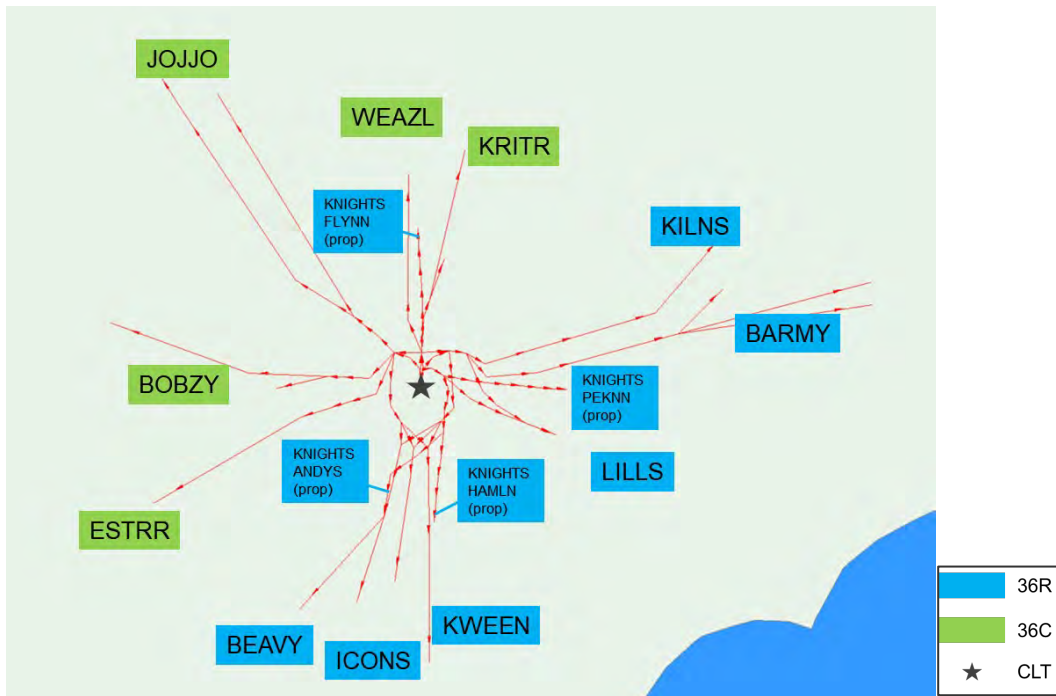 JOJJO
WEAZL
KRITR
KNIGHTS
FLYNN
(prop)
KILNS
BARMY
BOBZY
KNIGHTS
PEKNN
(prop)
KNIGHTS
ANDYS
(prop)
KNIGHTS
HAMLN
(prop)
LILLS
ESTRR
BEAVY
ICONS
KWEEN
36R
36C
CLT